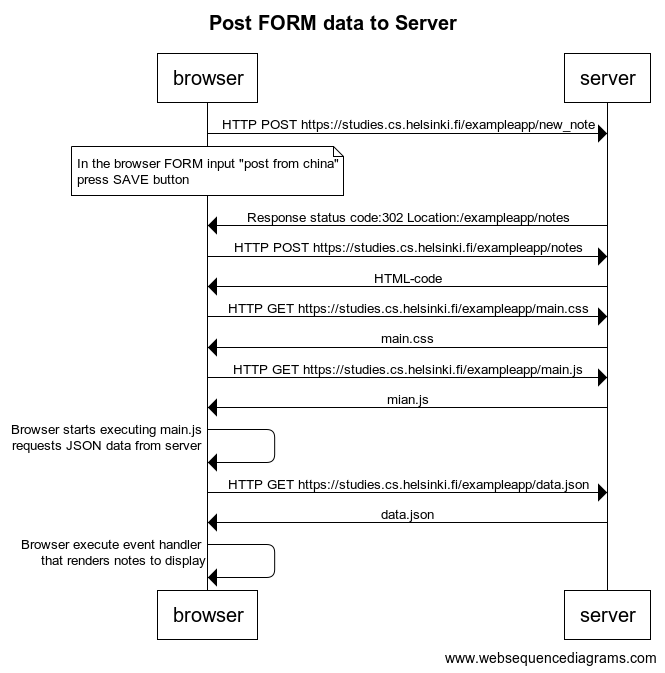 Post FORM data to Server
browser
server
HTTP POST https://studies.cs.helsinki.fi/exampleapp/new_note
In the browser FORM input "post from china"
press SAVE button
Response status code:302 Location:/exampleapp/notes
HTTP POST https://studies.cs.helsinki.fi/exampleapp/notes
HTML-code
HTTP GET https://studies.cs.helsinki.fi/exampleapp/main.css
main.css
HTTP GET https://studies.cs.helsinki.fi/exampleapp/main.js
mian.js
Browser starts executing main.js
requests JSON data from server
HTTP GET https://studies.cs.helsinki.fi/exampleapp/data.json
data.json
Browser execute event handler
that renders notes to display
browser
server
www.websequencediagrams.com